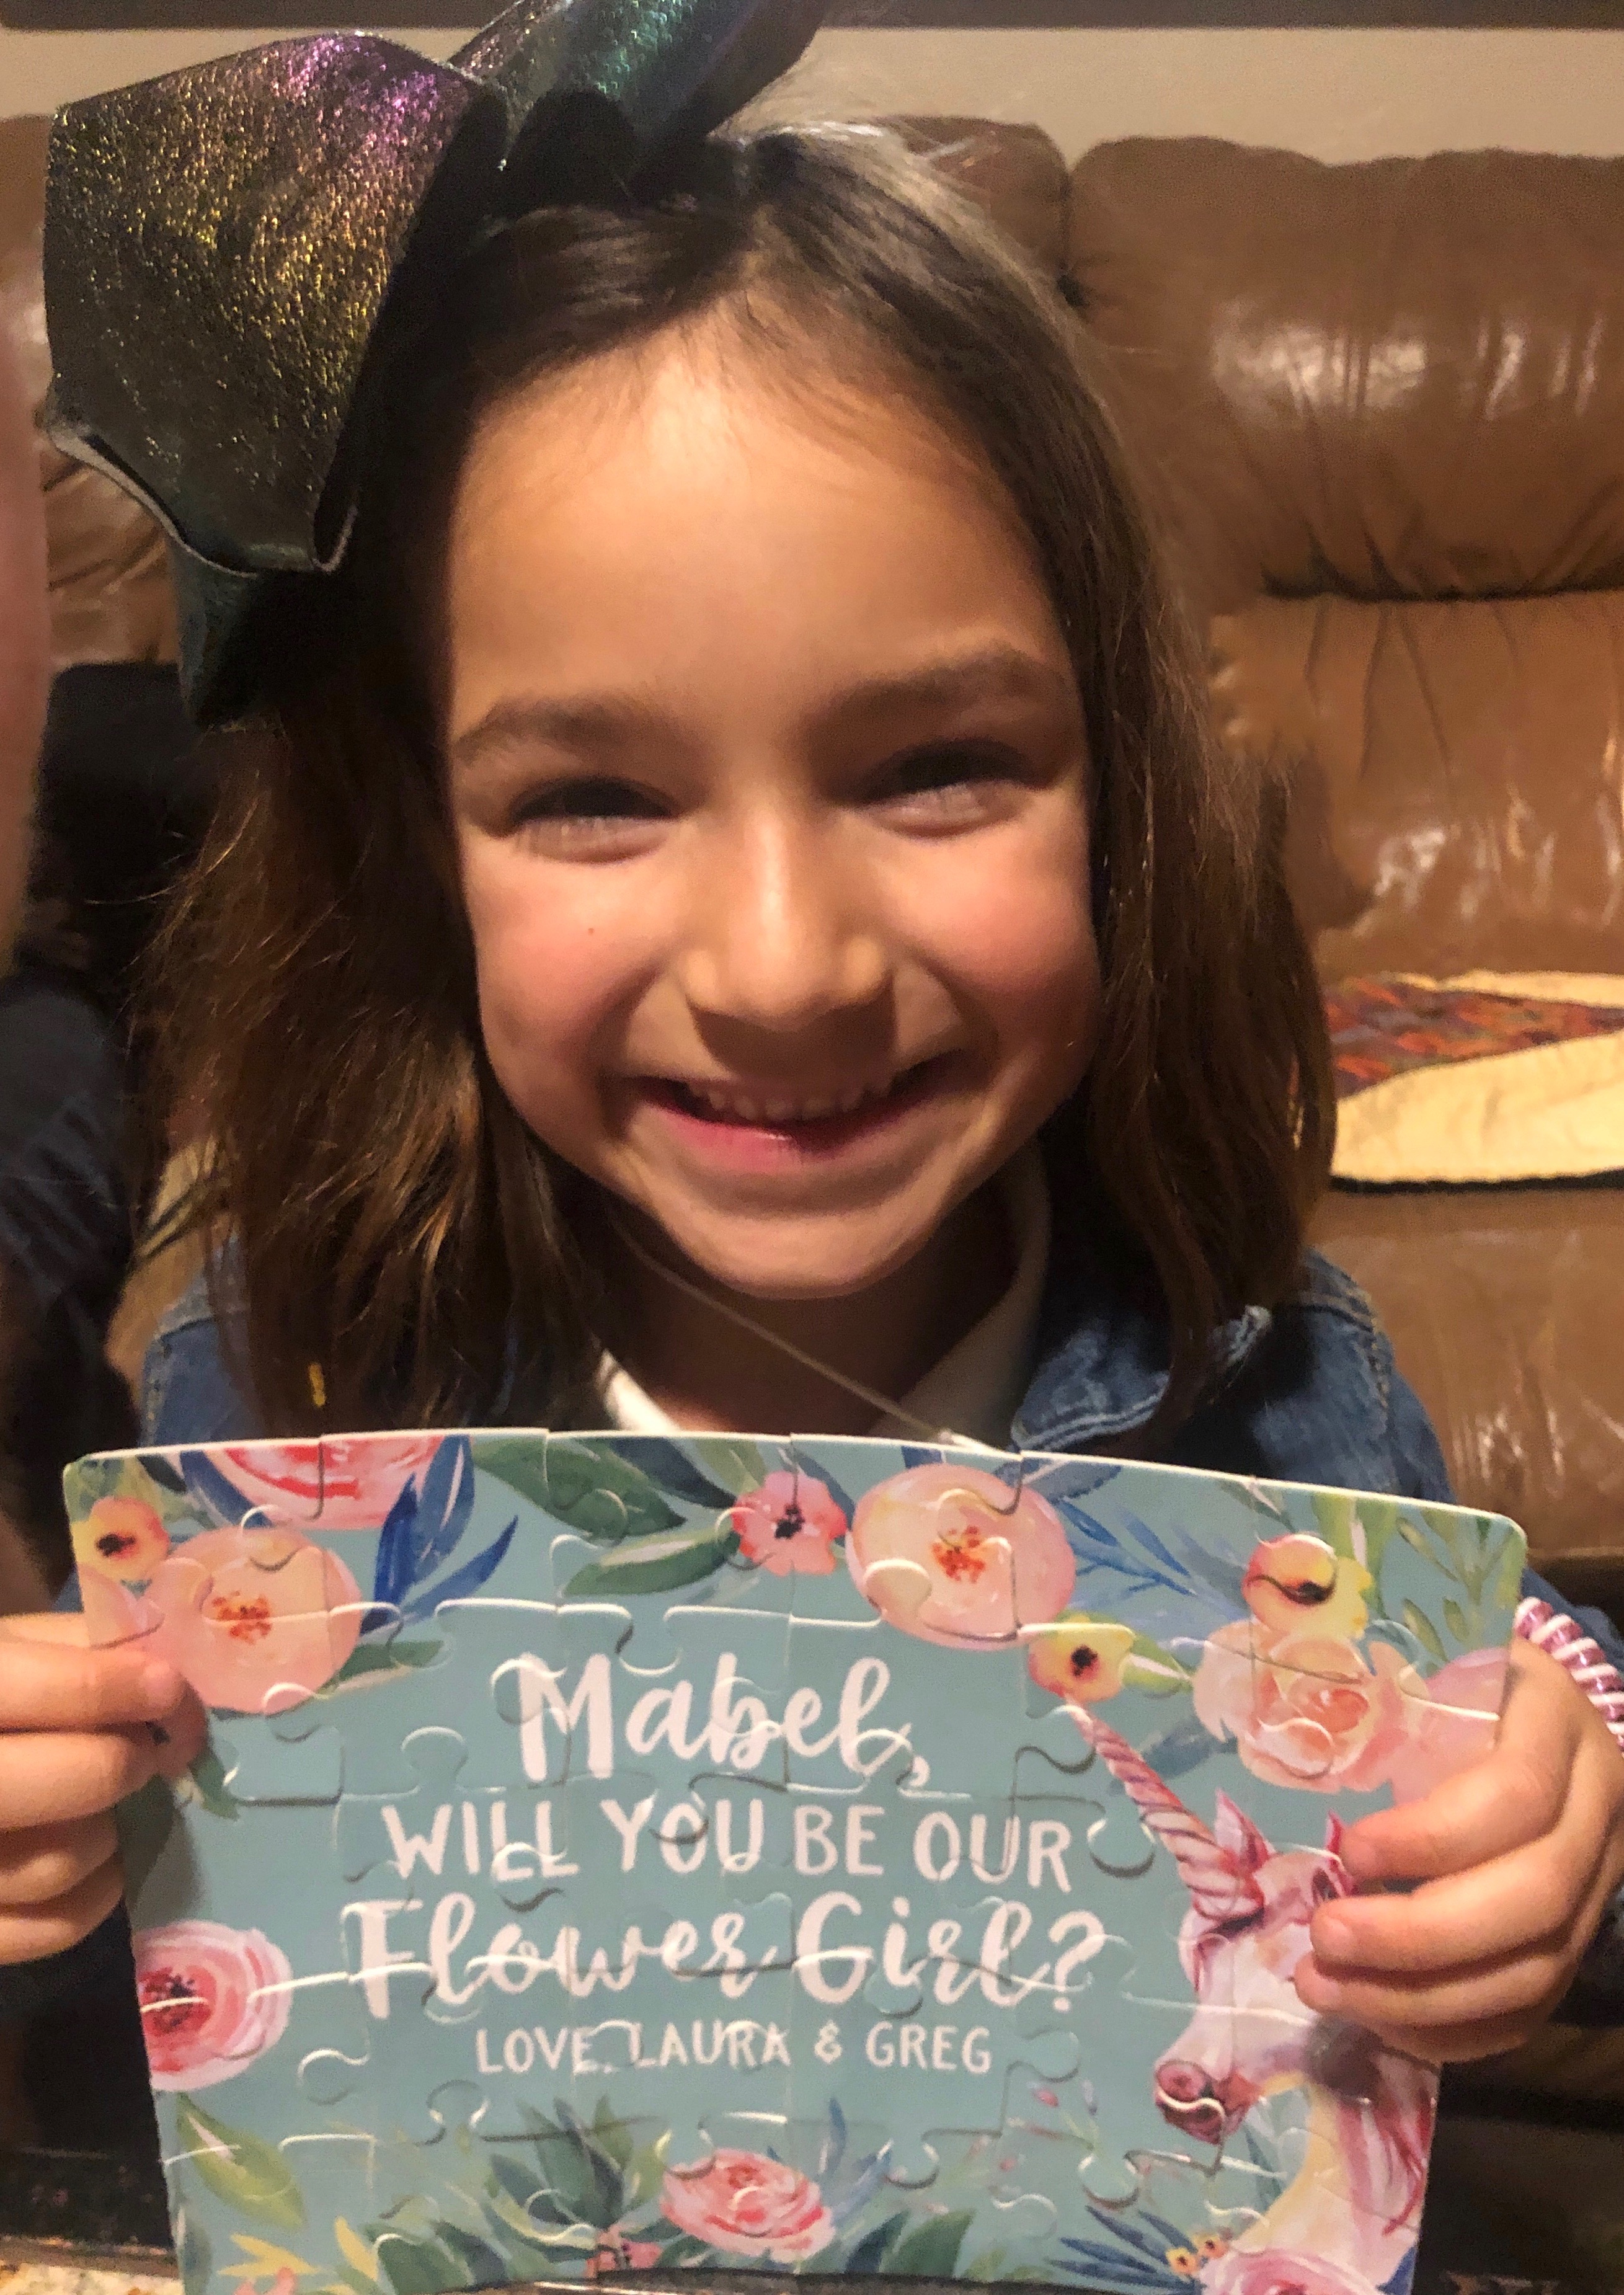 Mabel,
WILL YOU BE OUR
Flower Girl?
LOVE, LAURA & GREG